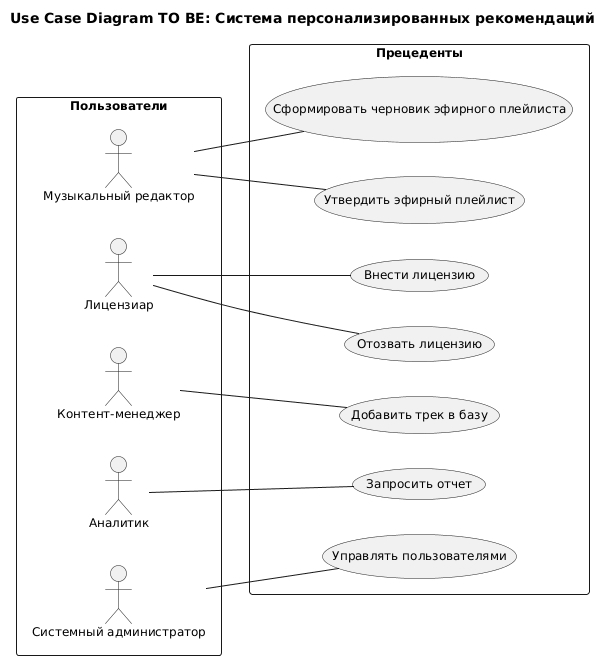 Use Case Diagram TO BE: Система персонализированных рекомендаций
Пользователи
Музыкальный редактор
Лицензиар
Контент-менеджер
Аналитик
Системный администратор
Прецеденты
Сформировать черновик эфирного плейлиста
Утвердить эфирный плейлист
Внести лицензию
Отозвать лицензию
Добавить трек в базу
Запросить отчет
Управлять пользователями